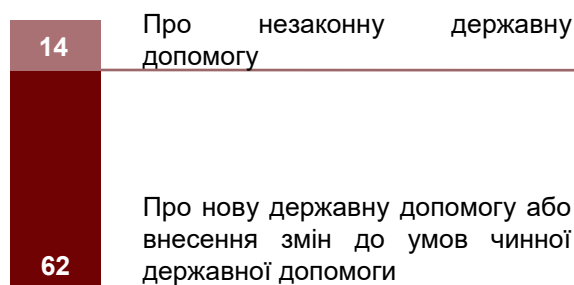 14
Про незаконну державну
допомогу
Про нову державну допомогу або
внесення змін до умов чинної
62
державної допомоги